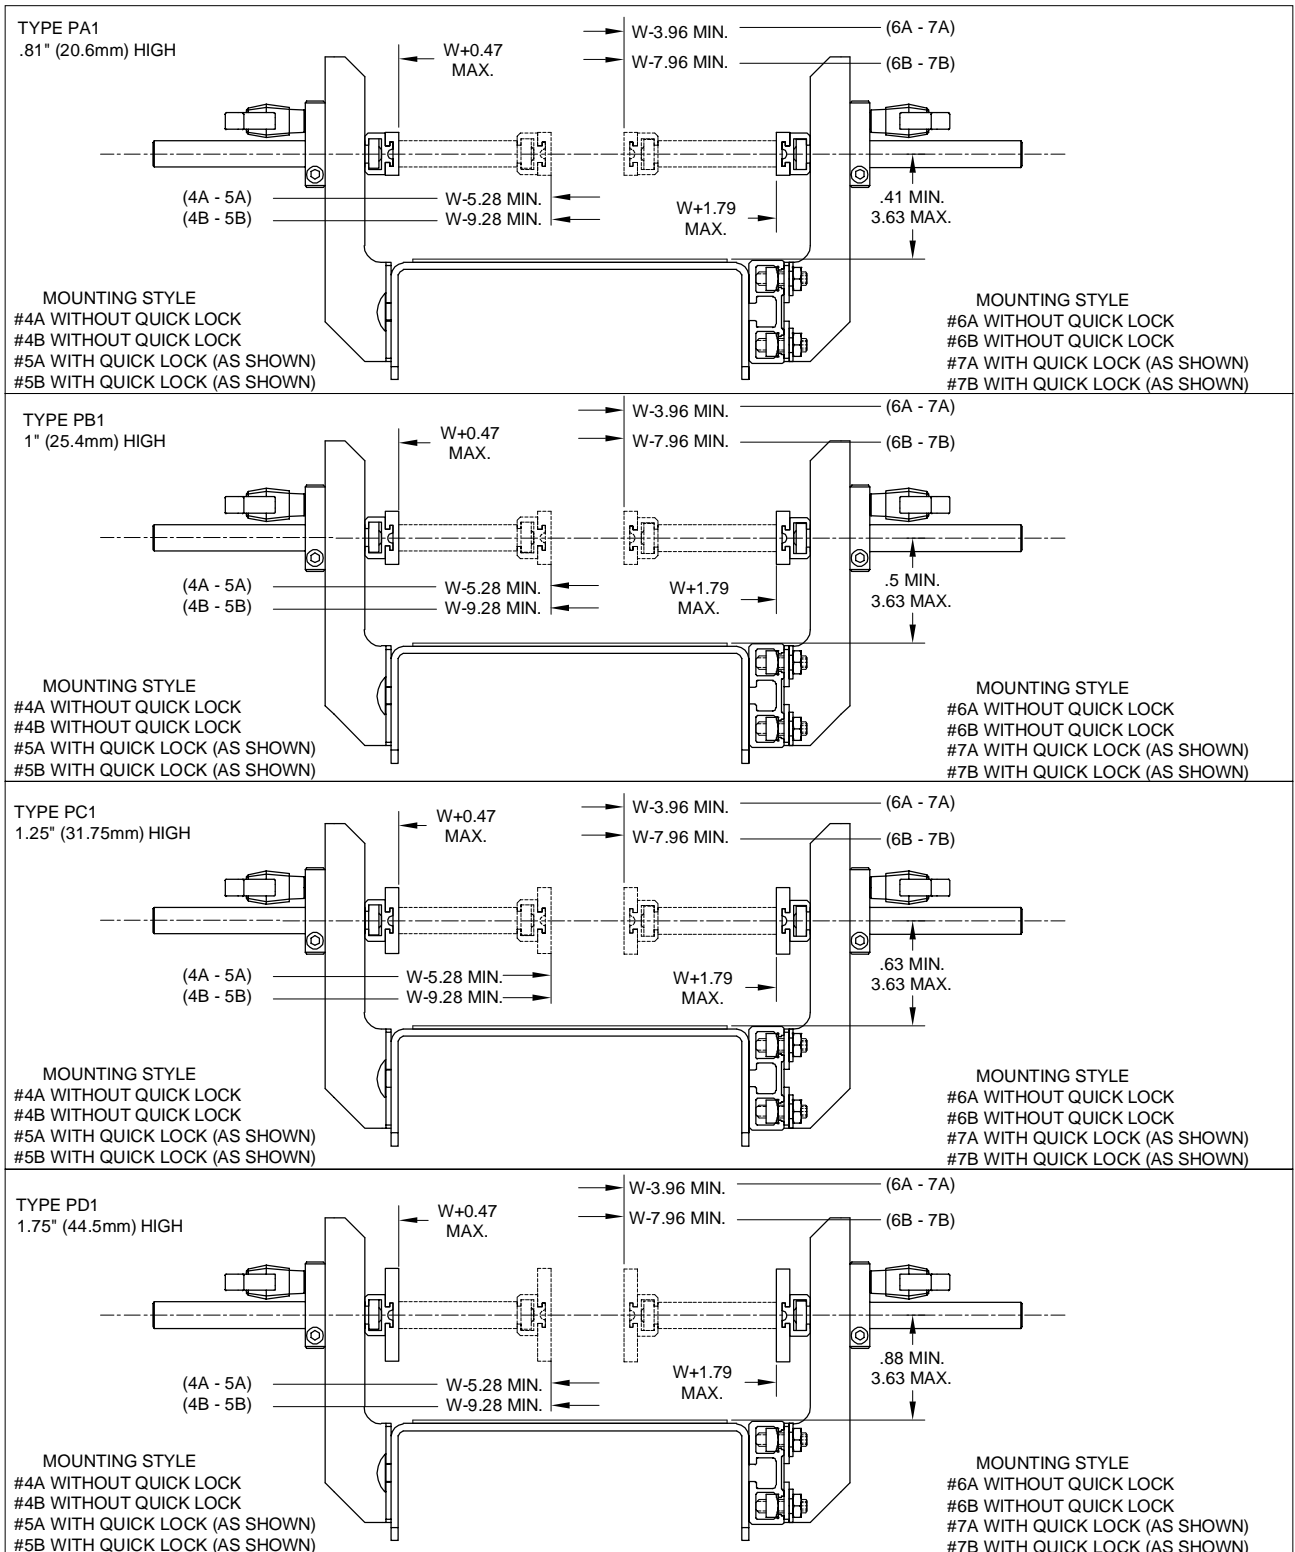 TYPE PA1
.81" (20.6mm) HIGH
W+0.47
MAX.
W-3.96 MIN.
(6A - 7A)
W-7.96 MIN.
(6B - 7B)
(4A - 5A)
W-5.28 MIN.
(4B - 5B)
W-9.28 MIN.
W+1.79
MAX.
.41 MIN.
3.63 MAX.
MOUNTING STYLE
#4A WITHOUT QUICK LOCK
#4B WITHOUT QUICK LOCK
#5A WITH QUICK LOCK (AS SHOWN)
#5B WITH QUICK LOCK (AS SHOWN)
MOUNTING STYLE
#6A WITHOUT QUICK LOCK
#6B WITHOUT QUICK LOCK
#7A WITH QUICK LOCK (AS SHOWN)
#7B WITH QUICK LOCK (AS SHOWN)
TYPE PB1
1" (25.4mm) HIGH
W+0.47
MAX.
W-3.96 MIN.
(6A - 7A)
W-7.96 MIN.
(6B - 7B)
(4A - 5A)
W-5.28 MIN.
(4B - 5B)
W-9.28 MIN.
W+1.79
MAX.
.5 MIN.
3.63 MAX.
MOUNTING STYLE
#4A WITHOUT QUICK LOCK
#4B WITHOUT QUICK LOCK
#5A WITH QUICK LOCK (AS SHOWN)
#5B WITH QUICK LOCK (AS SHOWN)
MOUNTING STYLE
#6A WITHOUT QUICK LOCK
#6B WITHOUT QUICK LOCK
#7A WITH QUICK LOCK (AS SHOWN)
#7B WITH QUICK LOCK (AS SHOWN)
TYPE PC1
1.25" (31.75mm) HIGH
W+0.47
MAX.
W-3.96 MIN.
(6A - 7A)
W-7.96 MIN.
(6B - 7B)
(4A - 5A)
W-5.28 MIN.
(4B - 5B)
W-9.28 MIN.
W+1.79
MAX.
.63 MIN.
3.63 MAX.
MOUNTING STYLE
#4A WITHOUT QUICK LOCK
#4B WITHOUT QUICK LOCK
#5A WITH QUICK LOCK (AS SHOWN)
#5B WITH QUICK LOCK (AS SHOWN)
MOUNTING STYLE
#6A WITHOUT QUICK LOCK
#6B WITHOUT QUICK LOCK
#7A WITH QUICK LOCK (AS SHOWN)
#7B WITH QUICK LOCK (AS SHOWN)
TYPE PD1
1.75" (44.5mm) HIGH
W+0.47
MAX.
W-3.96 MIN.
(6A - 7A)
W-7.96 MIN.
(6B - 7B)
(4A - 5A)
W-5.28 MIN.
(4B - 5B)
W-9.28 MIN.
W+1.79
MAX.
.88 MIN.
3.63 MAX.
MOUNTING STYLE
#4A WITHOUT QUICK LOCK
#4B WITHOUT QUICK LOCK
#5A WITH QUICK LOCK (AS SHOWN)
#5B WITH QUICK LOCK (AS SHOWN)
MOUNTING STYLE
#6A WITHOUT QUICK LOCK
#6B WITHOUT QUICK LOCK
#7A WITH QUICK LOCK (AS SHOWN)
#7B WITH QUICK LOCK (AS SHOWN)